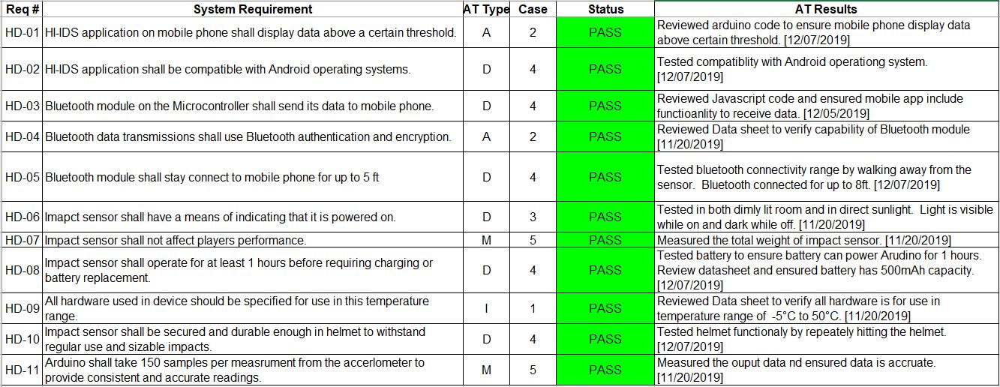 Req # System Requirement AT Type Case Status AT Results
HD-01 HI-IDS application on mobile phone shall display data above a certain threshold. A 2 PASS Reviewed arduino code to ensure mobile phone display data
above certain threshold. [12/07/2019]
HD-02 HI-IDS application shall be compatible with Android operating systems. D 4 PASS Tested compatiblity with Android operationg system.
[12/07/2019]
HD-03 Bluetooth module on the Microcontroller shall send its data to mobile phone. D 4 PASS Reviewed Javascript code and ensured mobile app include
functioanlity to receive data. [12/05/2019]
HD-04 Bluetooth data transmissions shall use Bluetooth authentication and encryption. A 2 PASS Reviewed Data sheet to verify capability of Bluetooth module
[11/20/2019]
HD-05 Bluetooth module shall stay connect to mobile phone for up to 5 ft D 4 PASS Tested bluetooth connectivity range by walking away from the
sensor. Bluetooth connected for up to 8ft. [12/07/2019]
HD-06 Imapct sensor shall have a means of indicating that it is powered on. D 3 PASS Tested in both dimly lit room and in direct sunlight. Light is visible
while on and dark while off. [11/20/2019]
HD-07 Impact sensor shall not affect players performance. M 5 PASS Measured the total weight of impact sensor. [11/20/2019]
HD-08 Impact sensor shall operate for at least 1 hours before requiring charging or
battery replacement. D 4 PASS Tested battery to ensure battery can power Arudino for 1 hours.
Review datasheet and ensured battery has 500mAh capacity.
[12/07/2019]
HD-09 All hardware used in device should be specified for use in this temperature
range. I 1 PASS Reviewed Data sheet to verify all hardware is for use in
temperature range of -5°C to 50°C. [11/20/2019]
HD-10 Impact sensor shall be secured and durable enough in helmet to withstand
regular use and sizable impacts. D 4 PASS Tested helmet functionaly by repeately hitting the helmet.
[12/07/2019]
HD-11 Arduino shall take 150 samples per measrument from the accerlometer to
provide consistent and accurate readings. M 5 PASS Measured the ouput data nd ensured data is accruate.
[11/20/2019]